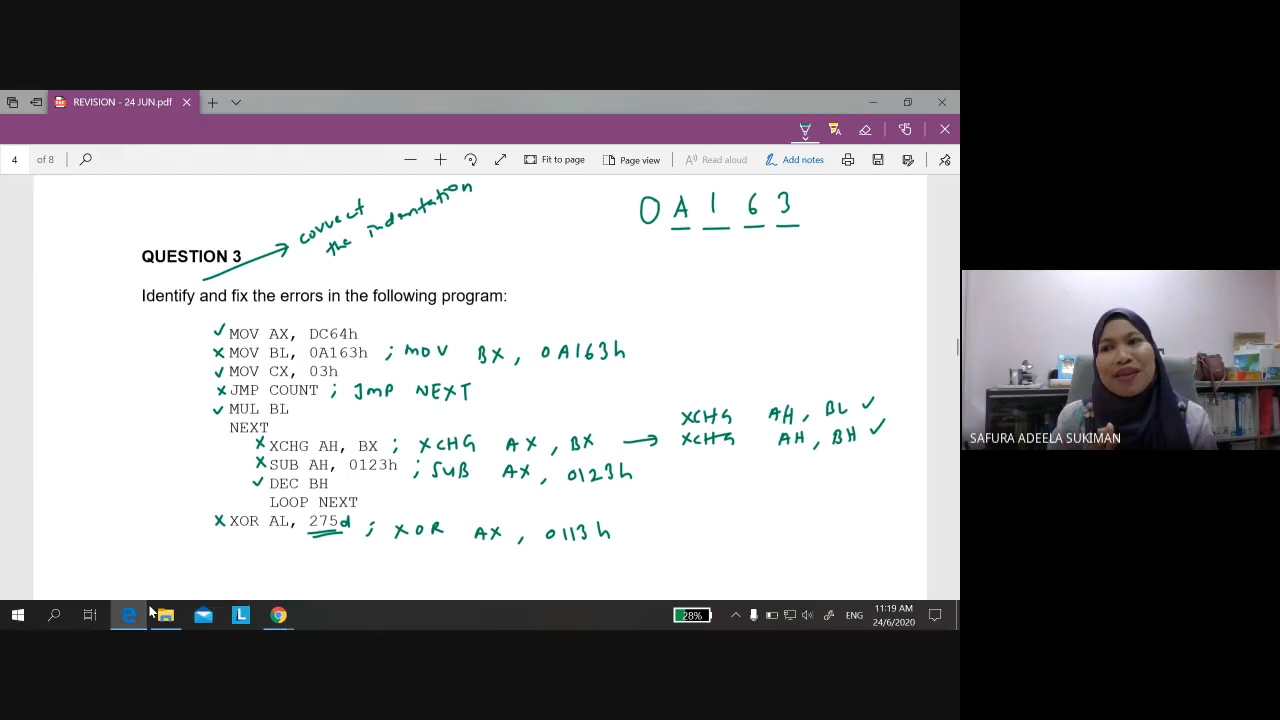 REVISION - 24 JUN.pdf
4 of 8 Fit to page Page view Read aloud Add notes
correct
the indentation
0 A 1 6 3
QUESTION 3
Identify and fix the errors in the following program:
✓ MOV AX, DC64h
× MOV BL, 0A163h ; MOV BX, 0A163h
✓ MOV CX, 03h
× JMP COUNT ; JMP NEXT
✓ MUL BL
XCHG AH, BL ✓
NEXT
× XCHG AH, BX ; XCHG AX, BX → XCHG AH, BH ✓
× SUB AH, 0123h ; SUB AX, 0123h
✓ DEC BH
LOOP NEXT
× XOR AL, 275d ; XOR AX, 0113h
SAFURA ADEELA SUKIMAN
28% ENG 11:19 AM
24/6/2020